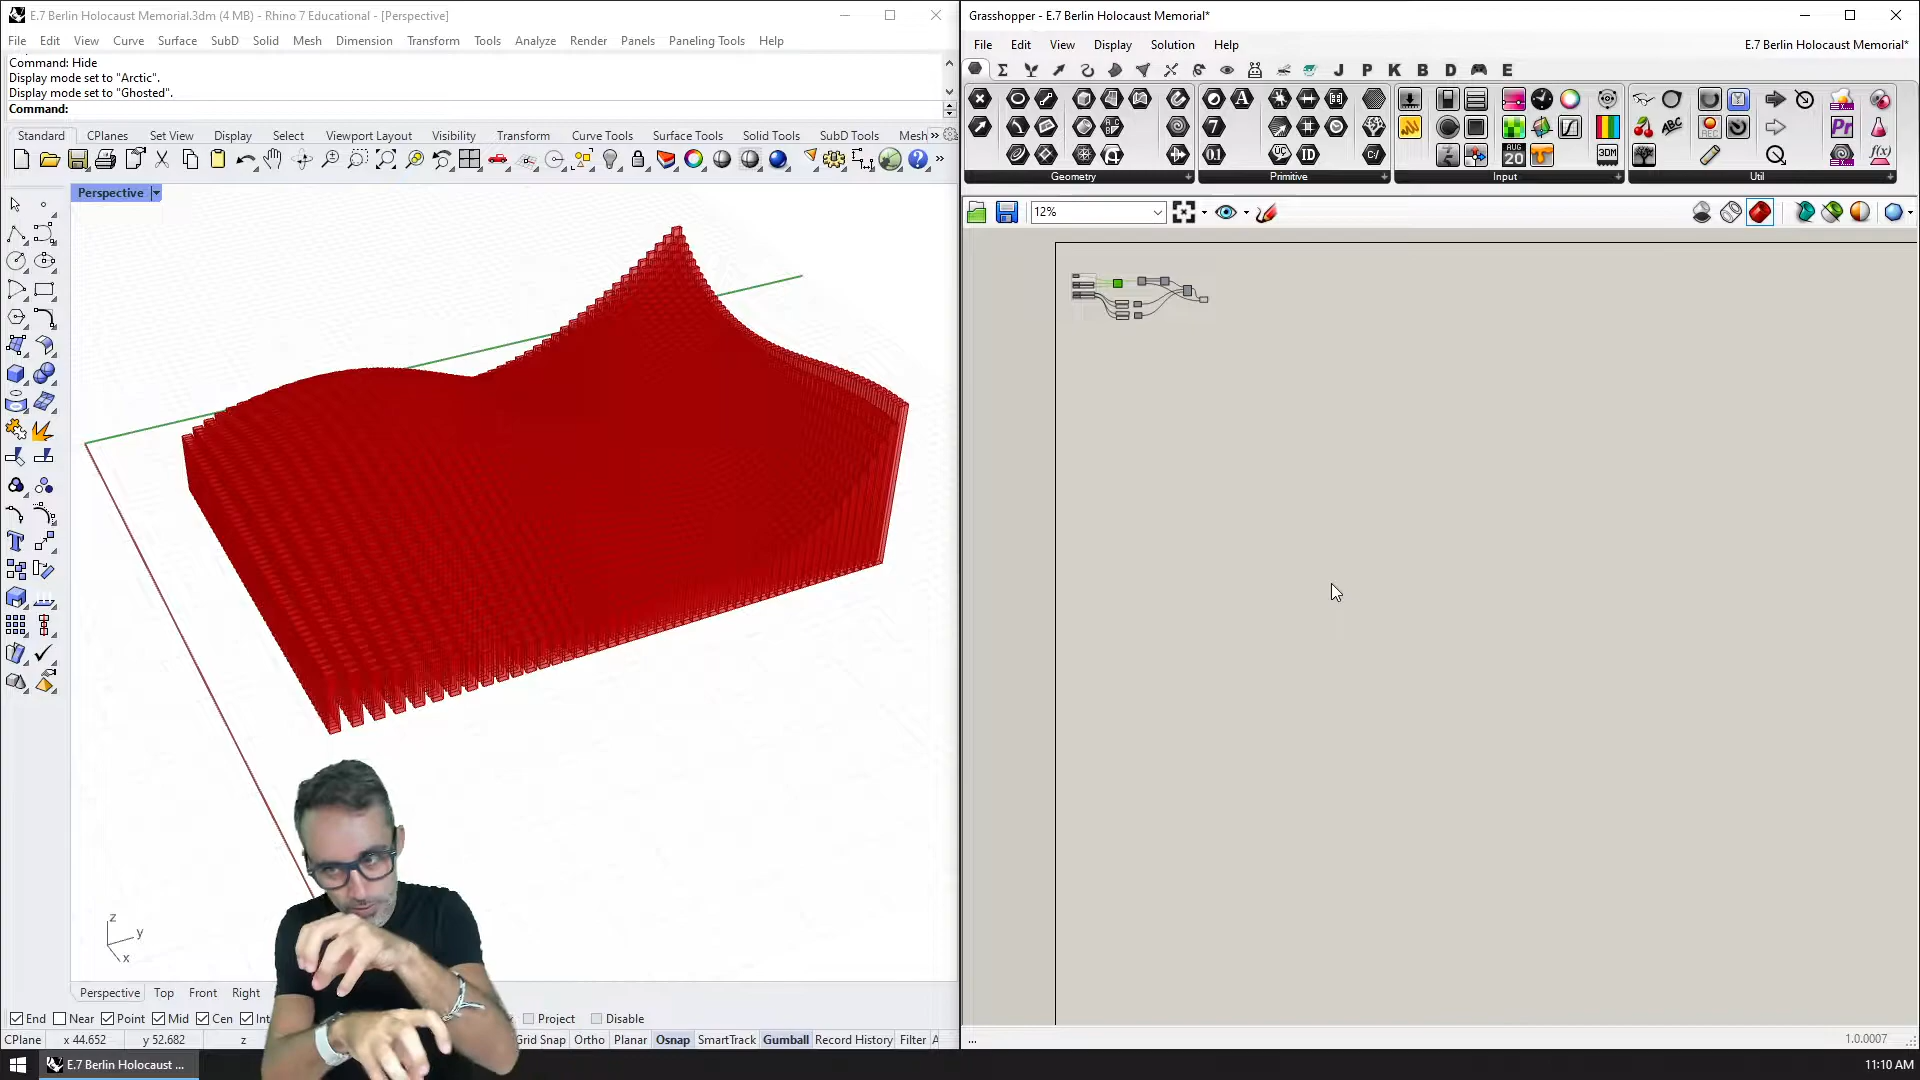 E.7 Berlin Holocaust Memorial.3dm (4 MB) - Rhino 7 Educational - [Perspective]
File Edit View Curve Surface SubD Solid Mesh Dimension Transform Tools Analyze Render Panels Paneling Tools Help
Command: Hide
Display mode set to "Arctic".
Display mode set to "Ghosted".
Command:
Standard CPlanes Set View Display Select Viewport Layout Visibility Transform Curve Tools Surface Tools Solid Tools SubD Tools Mesh »
Perspective
z
y
x
Perspective Top Front Right
End Near Point Mid Cen Int Project Disable
CPlane x 44.652 y 52.682 z Grid Snap Ortho Planar Osnap SmartTrack Gumball Record History Filter A
E.7 Berlin Holocaust ...
Grasshopper - E.7 Berlin Holocaust Memorial*
File Edit View Display Solution Help E.7 Berlin Holocaust Memorial*
J P K B D E
Geometry Primitive Input Util
12%
... 1.0.0007
11:10 AM